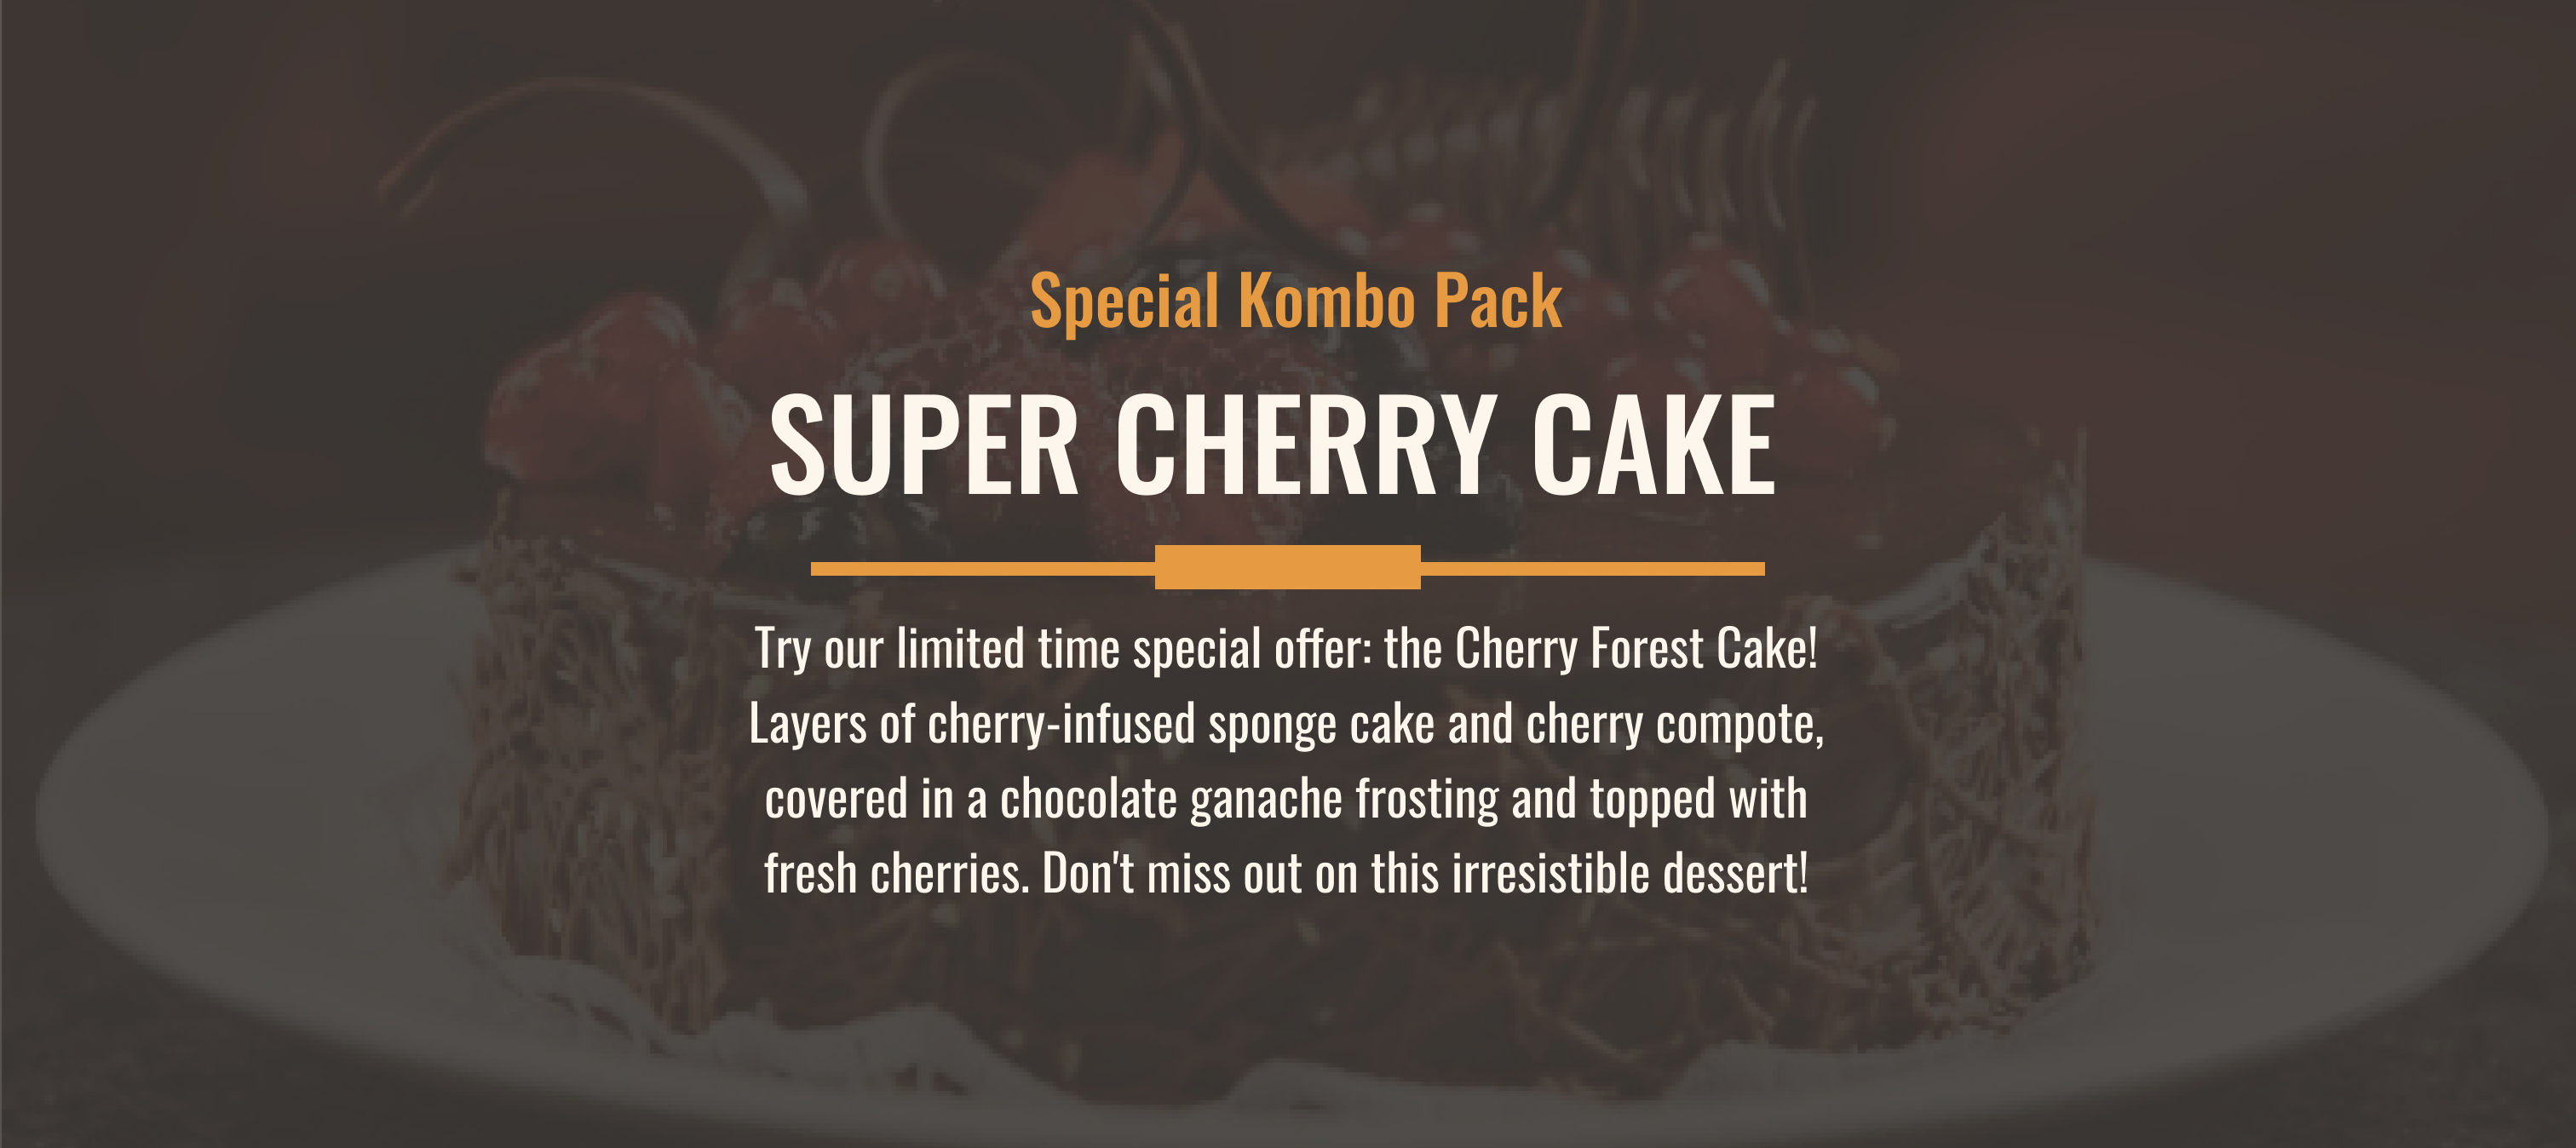 Special Kombo Pack
SUPER CHERRY CAKE
Try our limited time special offer: the Cherry Forest Cake!
Layers of cherry-infused sponge cake and cherry compote,
covered in a chocolate ganache frosting and topped with
fresh cherries. Don't miss out on this irresistible dessert!